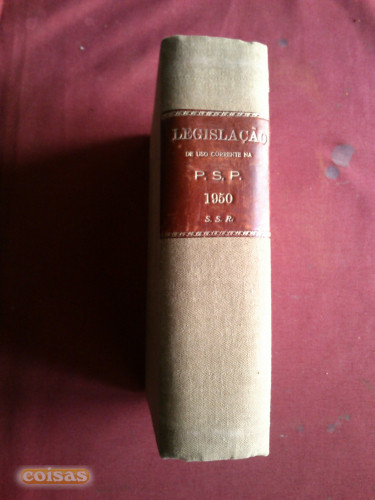 LEGISLAÇÃO
DE USO CORRENTE NA
P. S. P.
1950
S. S. R.
coisas